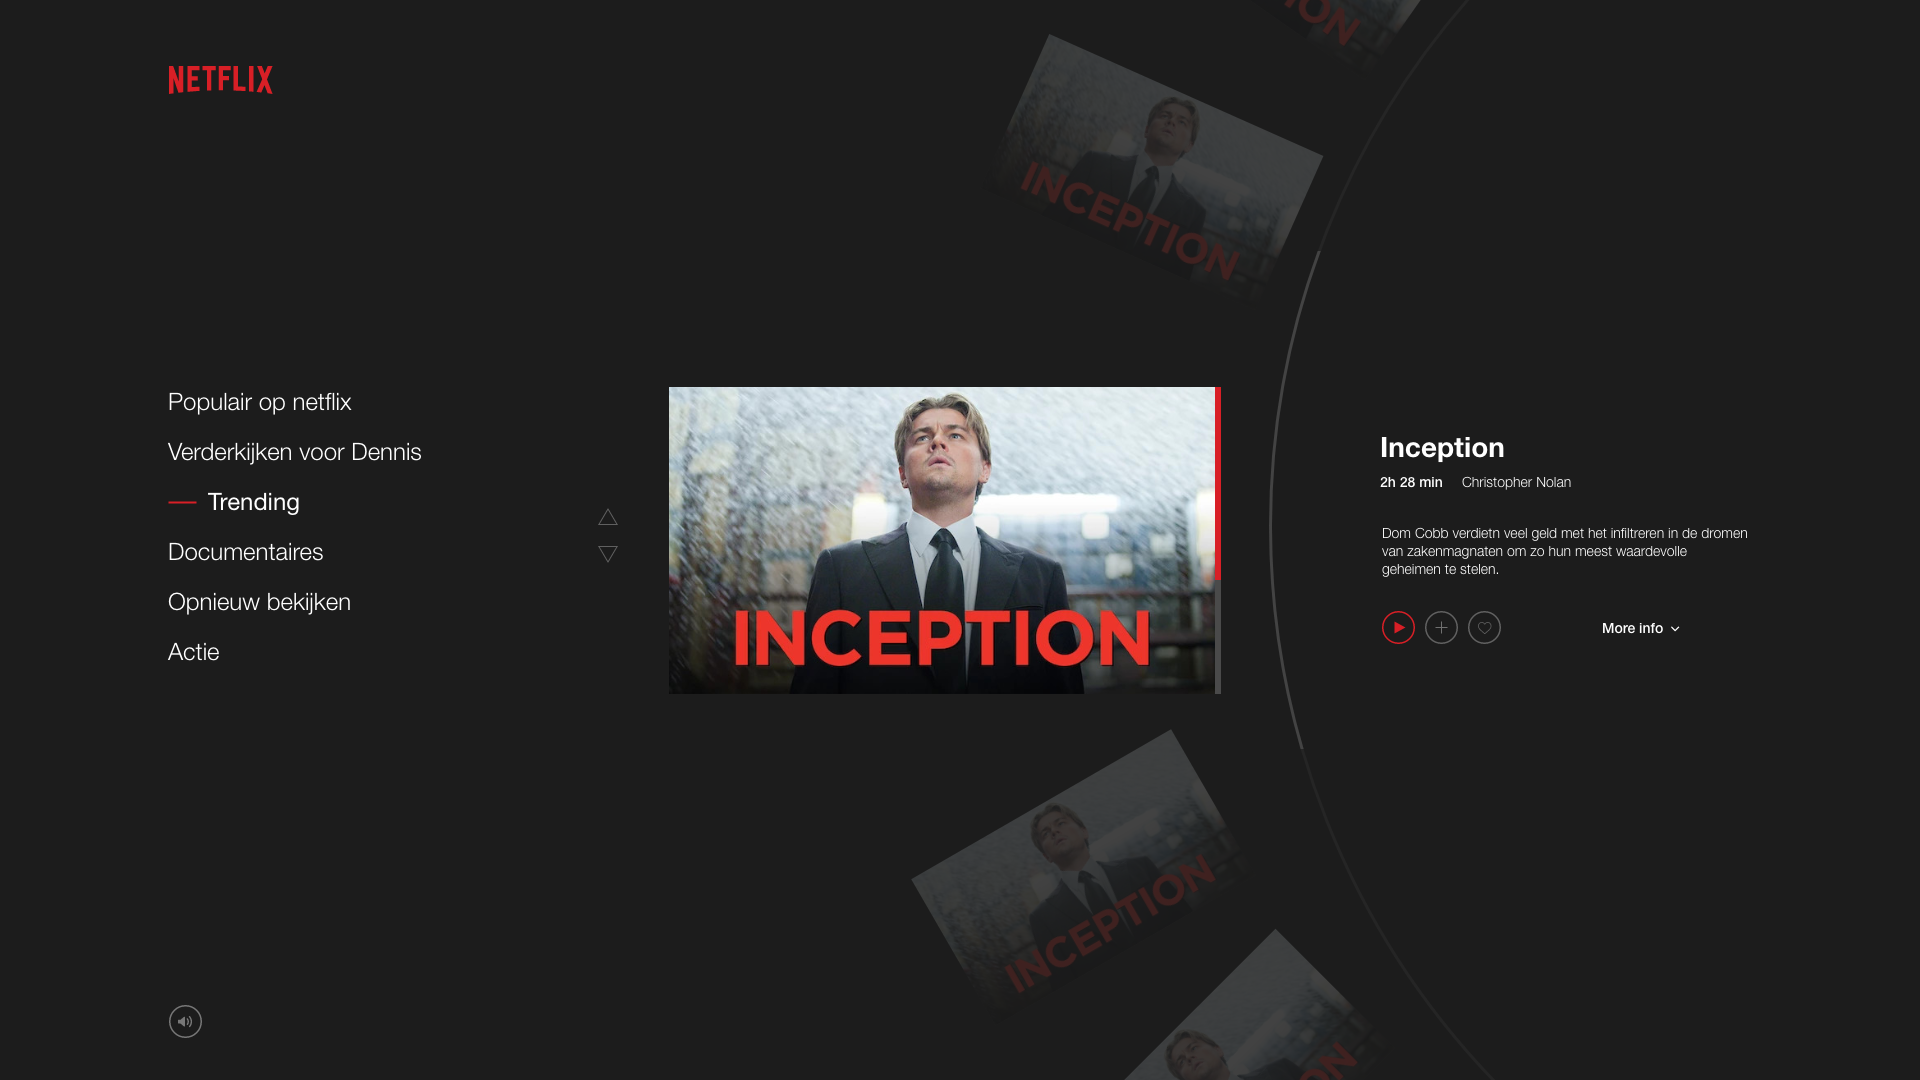 NETFLIX
Populair op netflix
Verderkijken voor Dennis
Trending
Documentaires
Opnieuw bekijken
Actie
ION
INCEPTION
INCEPTION
INCEPTION
ON
Inception
2h 28 min Christopher Nolan
Dom Cobb verdietn veel geld met het infiltreren in de dromen
van zakenmagnaten om zo hun meest waardevolle
geheimen te stelen.
More info